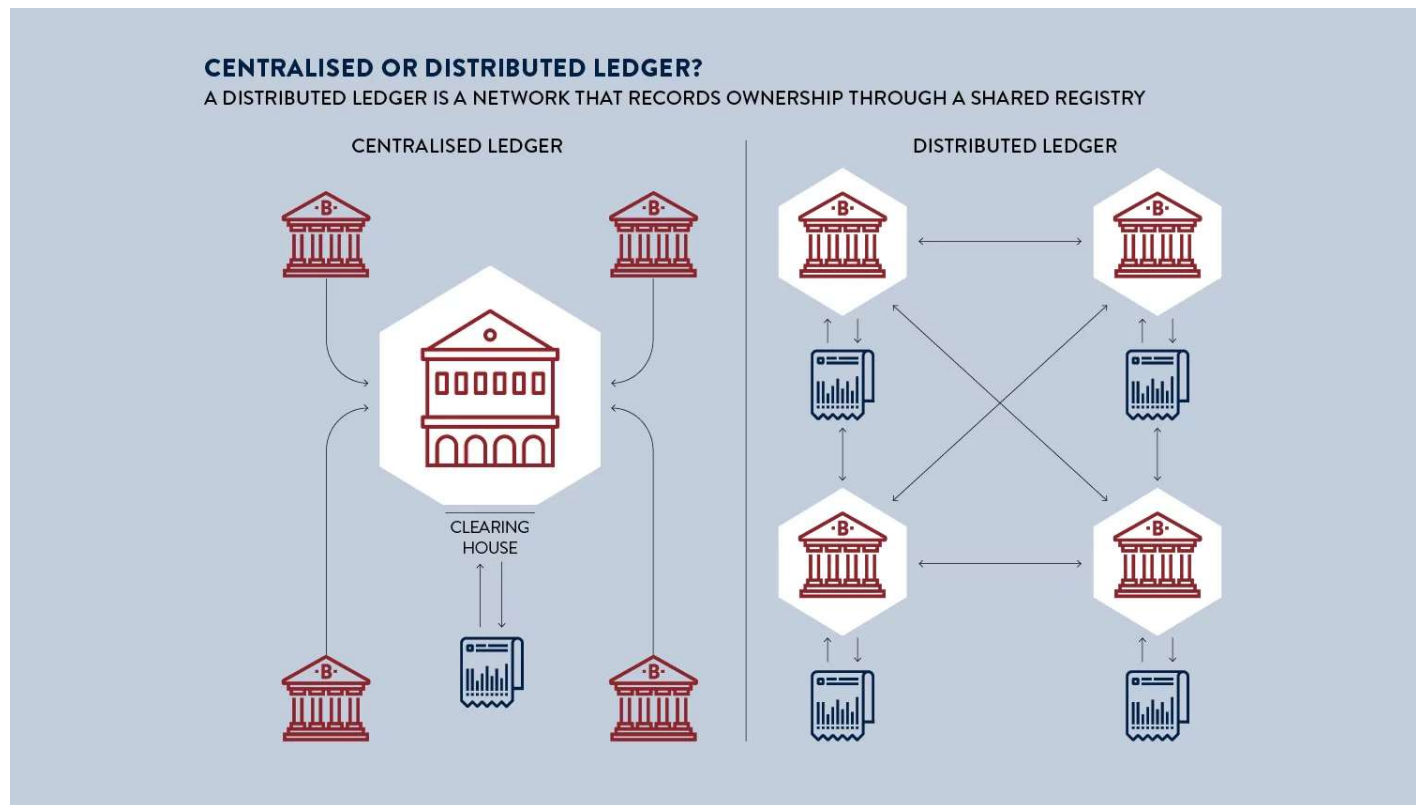 CENTRALISED OR DISTRIBUTED LEDGER?
A DISTRIBUTED LEDGER IS A NETWORK THAT RECORDS OWNERSHIP THROUGH A SHARED REGISTRY
CENTRALISED LEDGER
·B·
·B·
CLEARING
HOUSE
·B·
·B·
DISTRIBUTED LEDGER
·B·
·B·
·B·
·B·